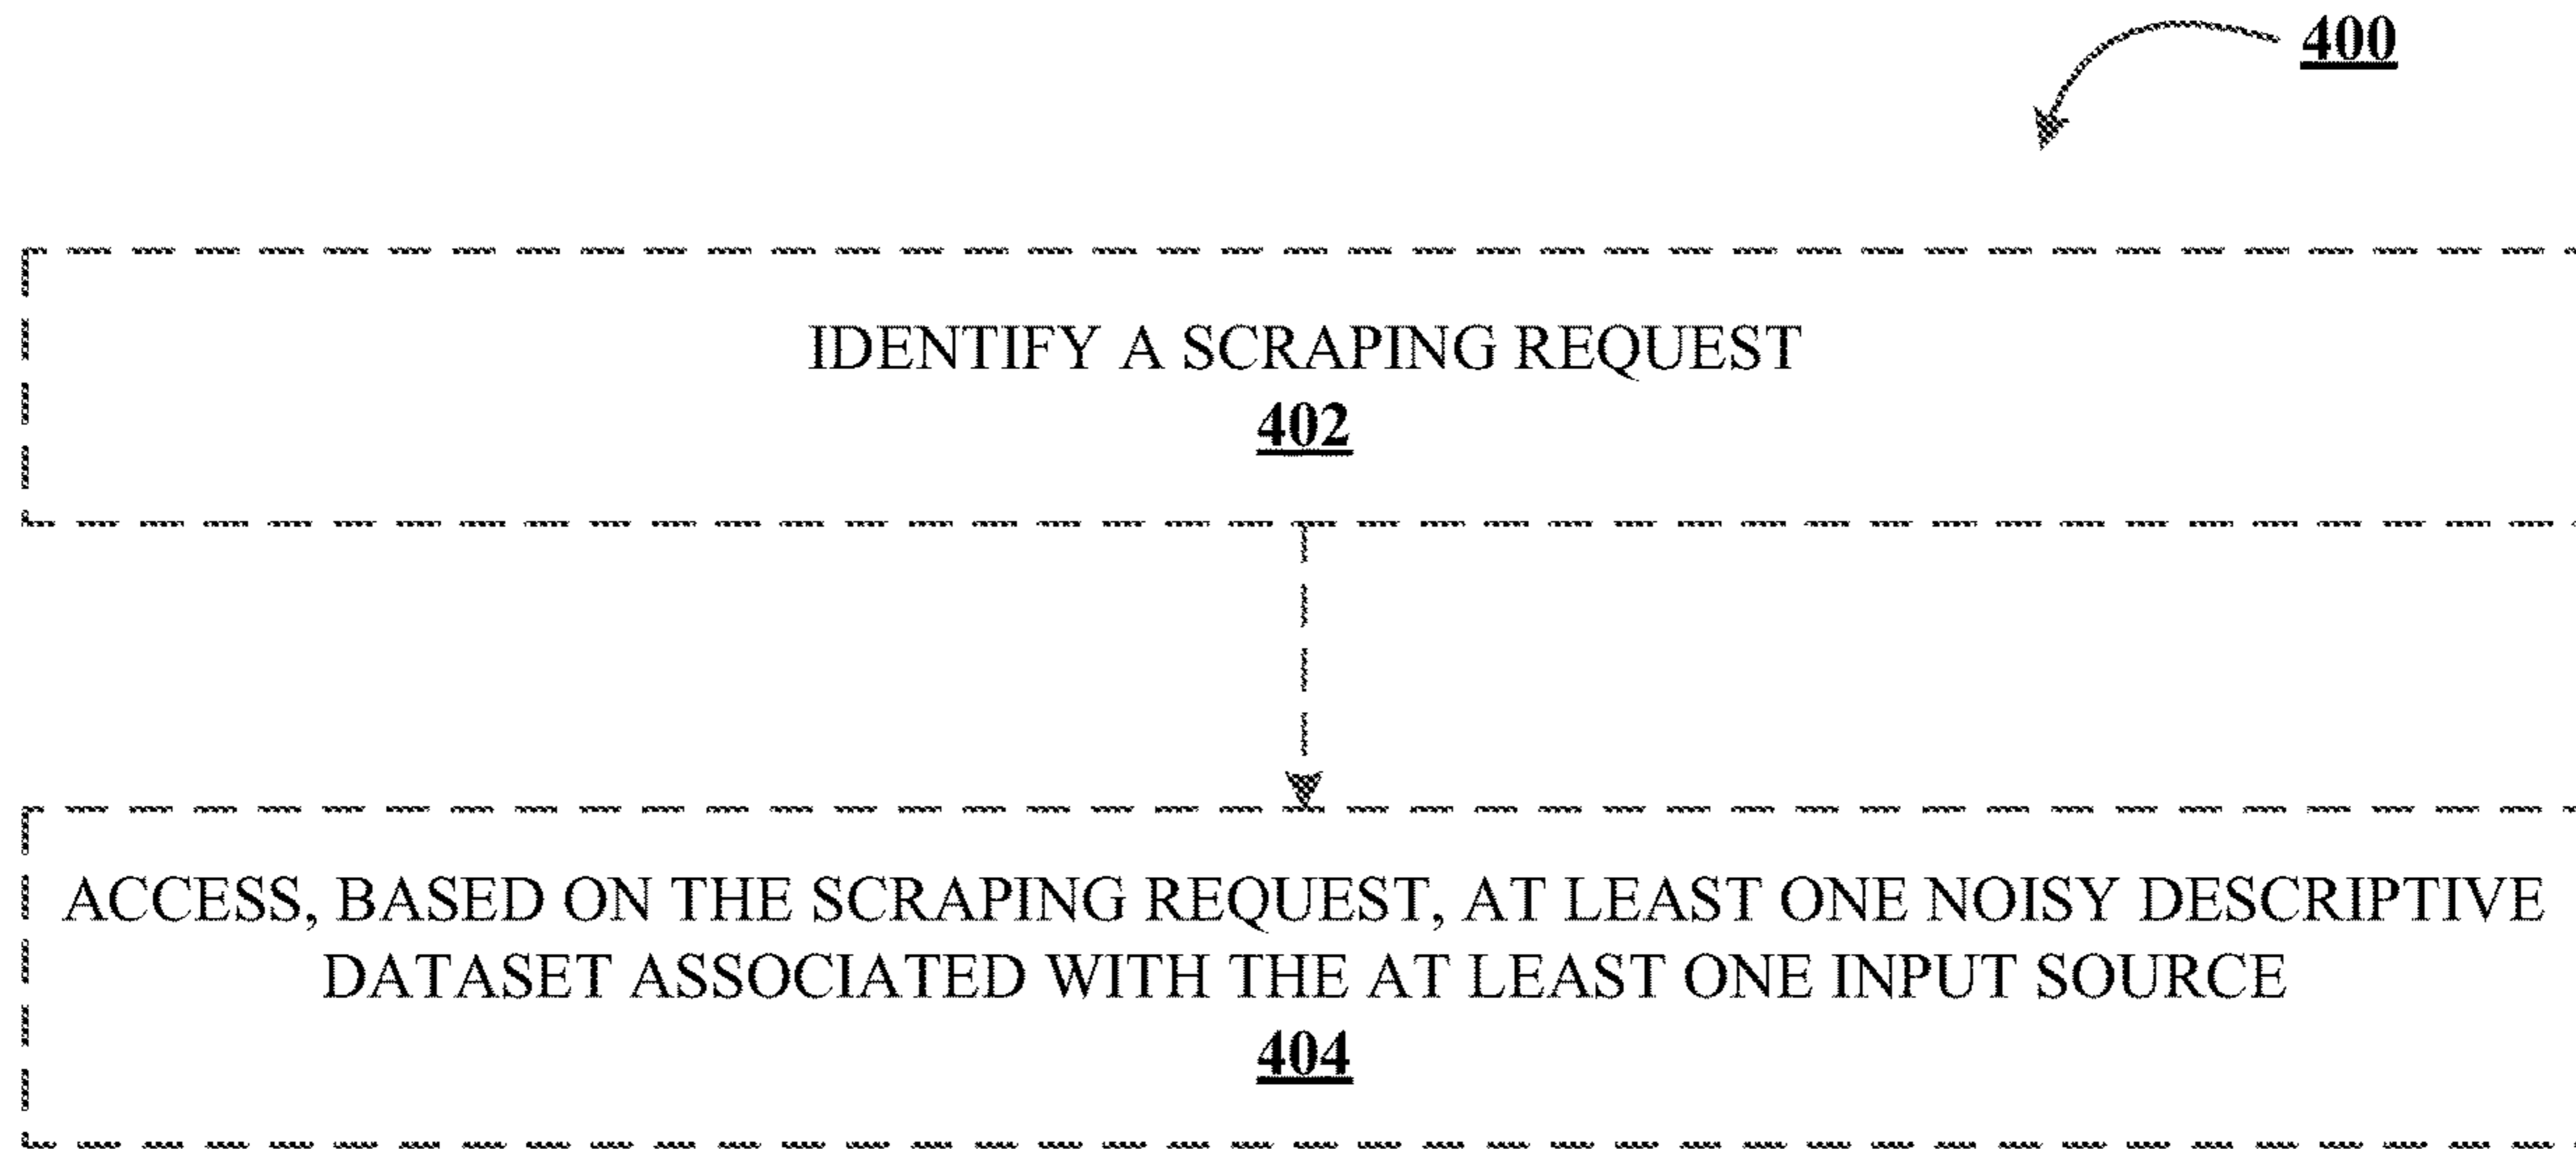 400
IDENTIFY A SCRAPING REQUEST
402
ACCESS, BASED ON THE SCRAPING REQUEST, AT LEAST ONE NOISY DESCRIPTIVE
DATASET ASSOCIATED WITH THE AT LEAST ONE INPUT SOURCE
404